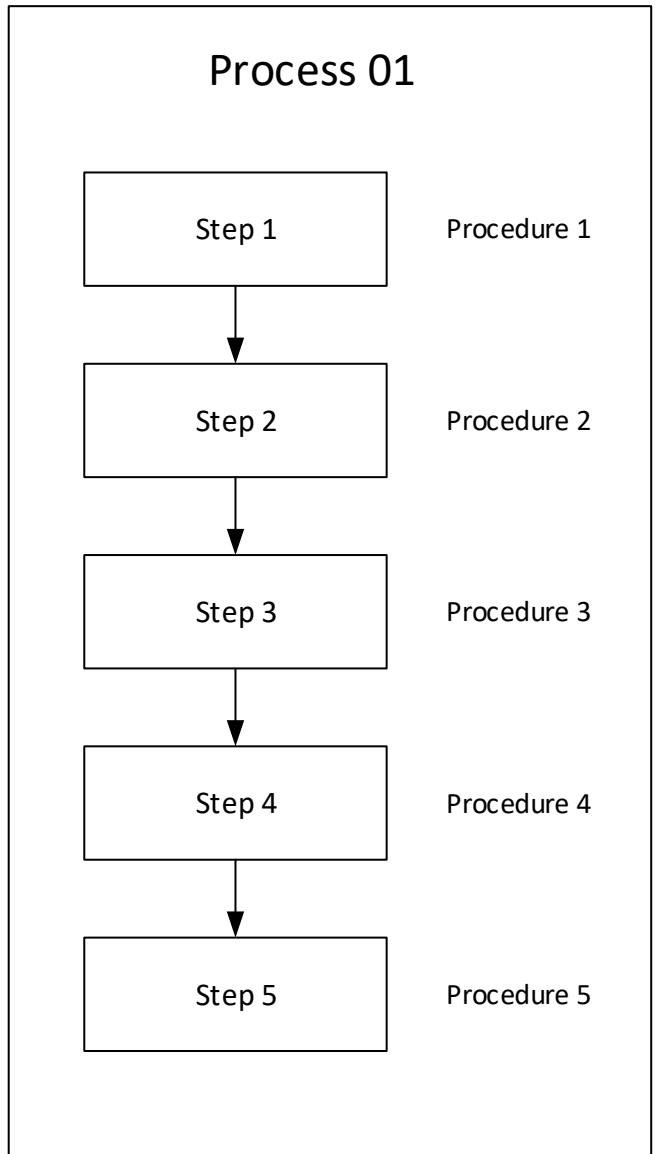 Process 01
Step 1
Procedure 1
Step 2
Procedure 2
Step 3
Procedure 3
Step 4
Procedure 4
Step 5
Procedure 5